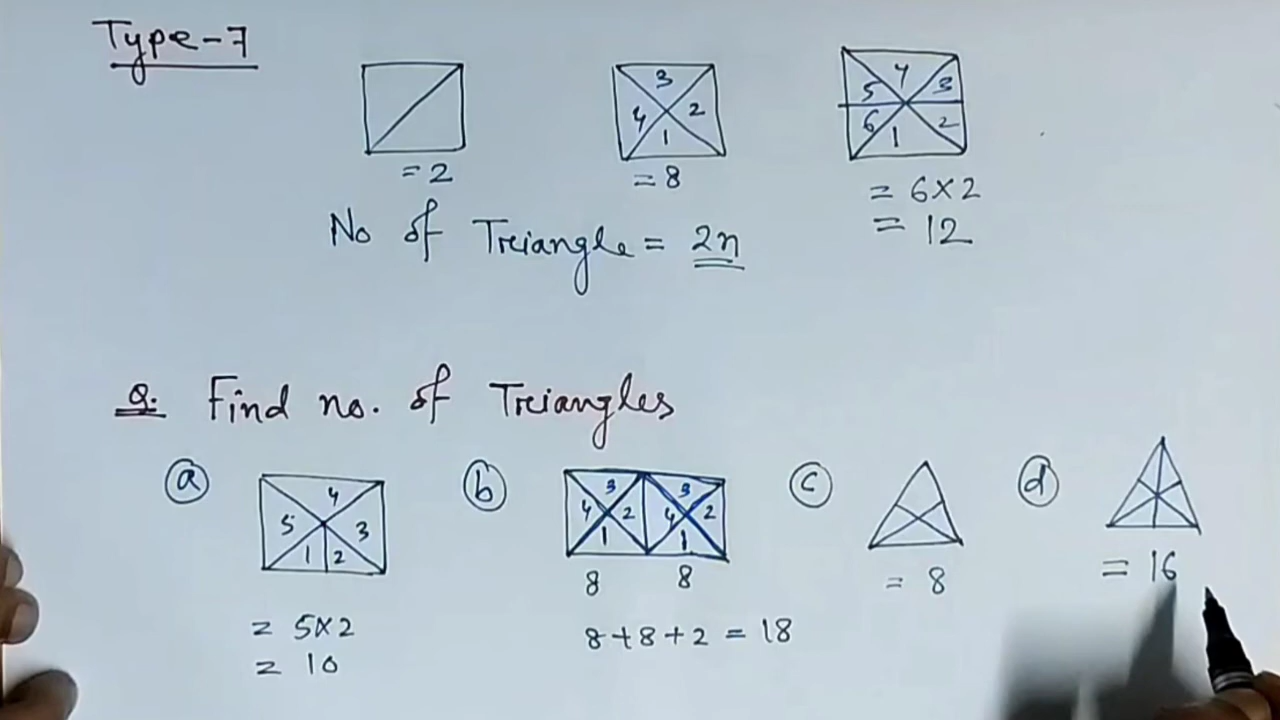 Type-7
3
4 2
1
4
5 3
6 2
1
= 2
= 8
= 6×2
= 12
No of Treiangle = 2n
Q. Find no. of Treiangles
a
4
5 3
1 2
b
3 3
4 2 4 2
1 1
c
d
8 8
= 8
= 16
= 5×2
= 10
8+8+2 = 18